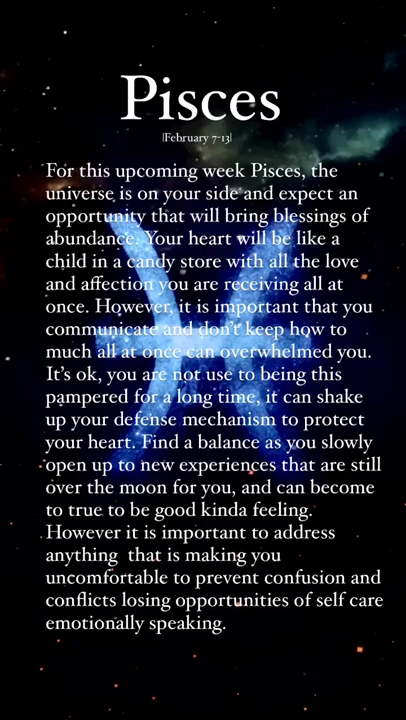 Pisces
|February 7-13|
For this upcoming week Pisces, the
universe is on your side and expect an
opportunity that will bring blessings of
abundance. Your heart will be like a
child in a candy store with all the love
and affection you are receiving all at
once. However, it is important that you
communicate and don't keep how to
much all at once can overwhelmed you.
It's ok, you are not use to being this
pampered for a long time, it can shake
up your defense mechanism to protect
your heart. Find a balance as you slowly
open up to new experiences that are still
over the moon for you, and can become
to true to be good kinda feeling.
However it is important to address
anything  that is making you
uncomfortable to prevent confusion and
conflicts losing opportunities of self care
emotionally speaking.